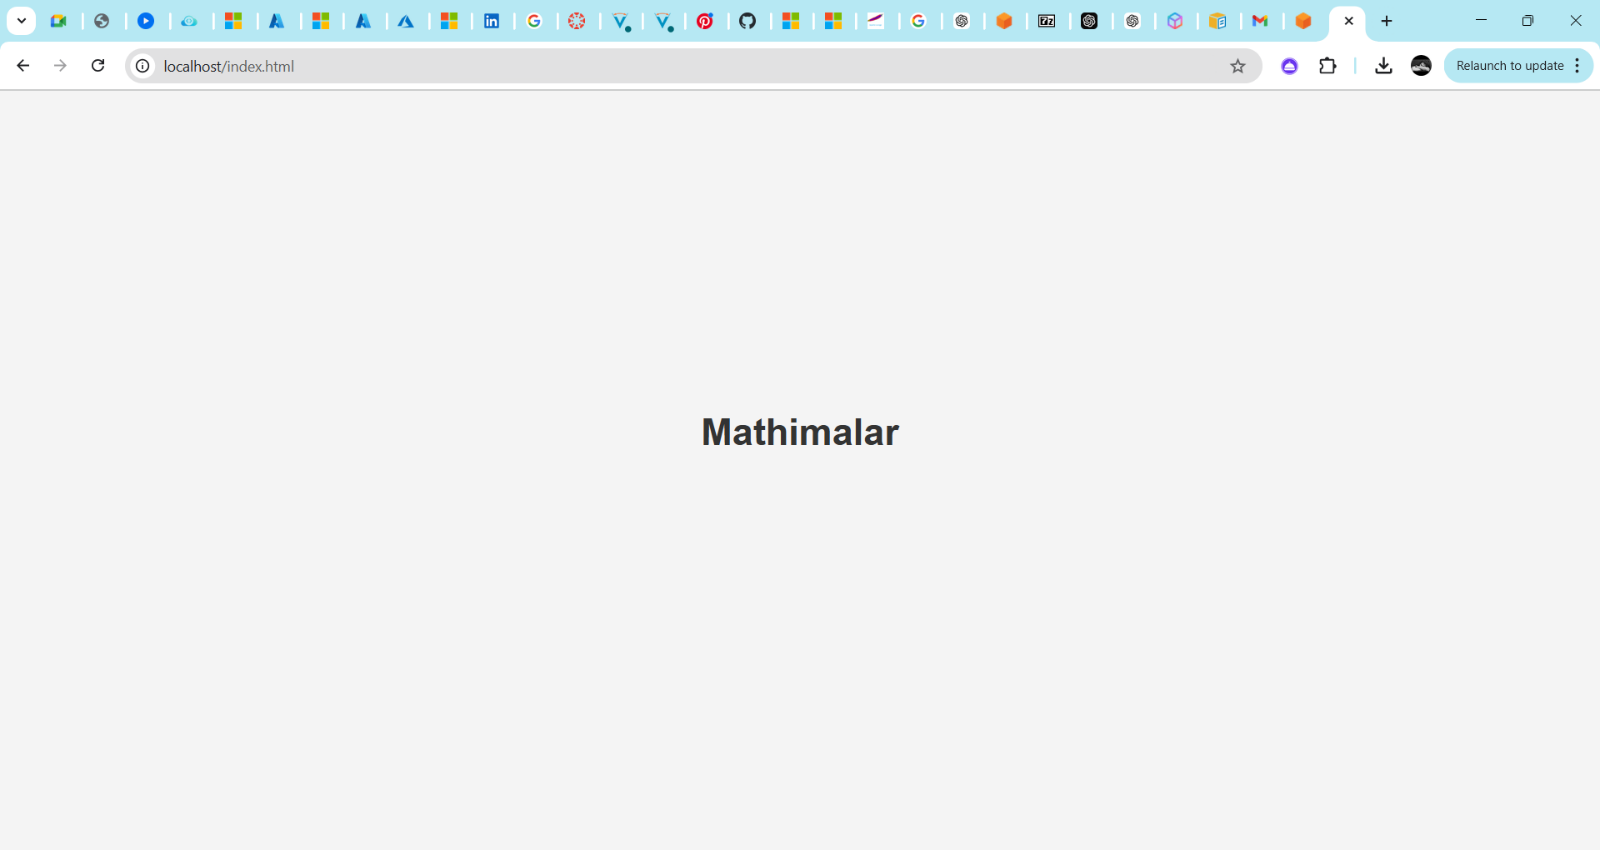 localhost/index.html
Relaunch to update
Mathimalar